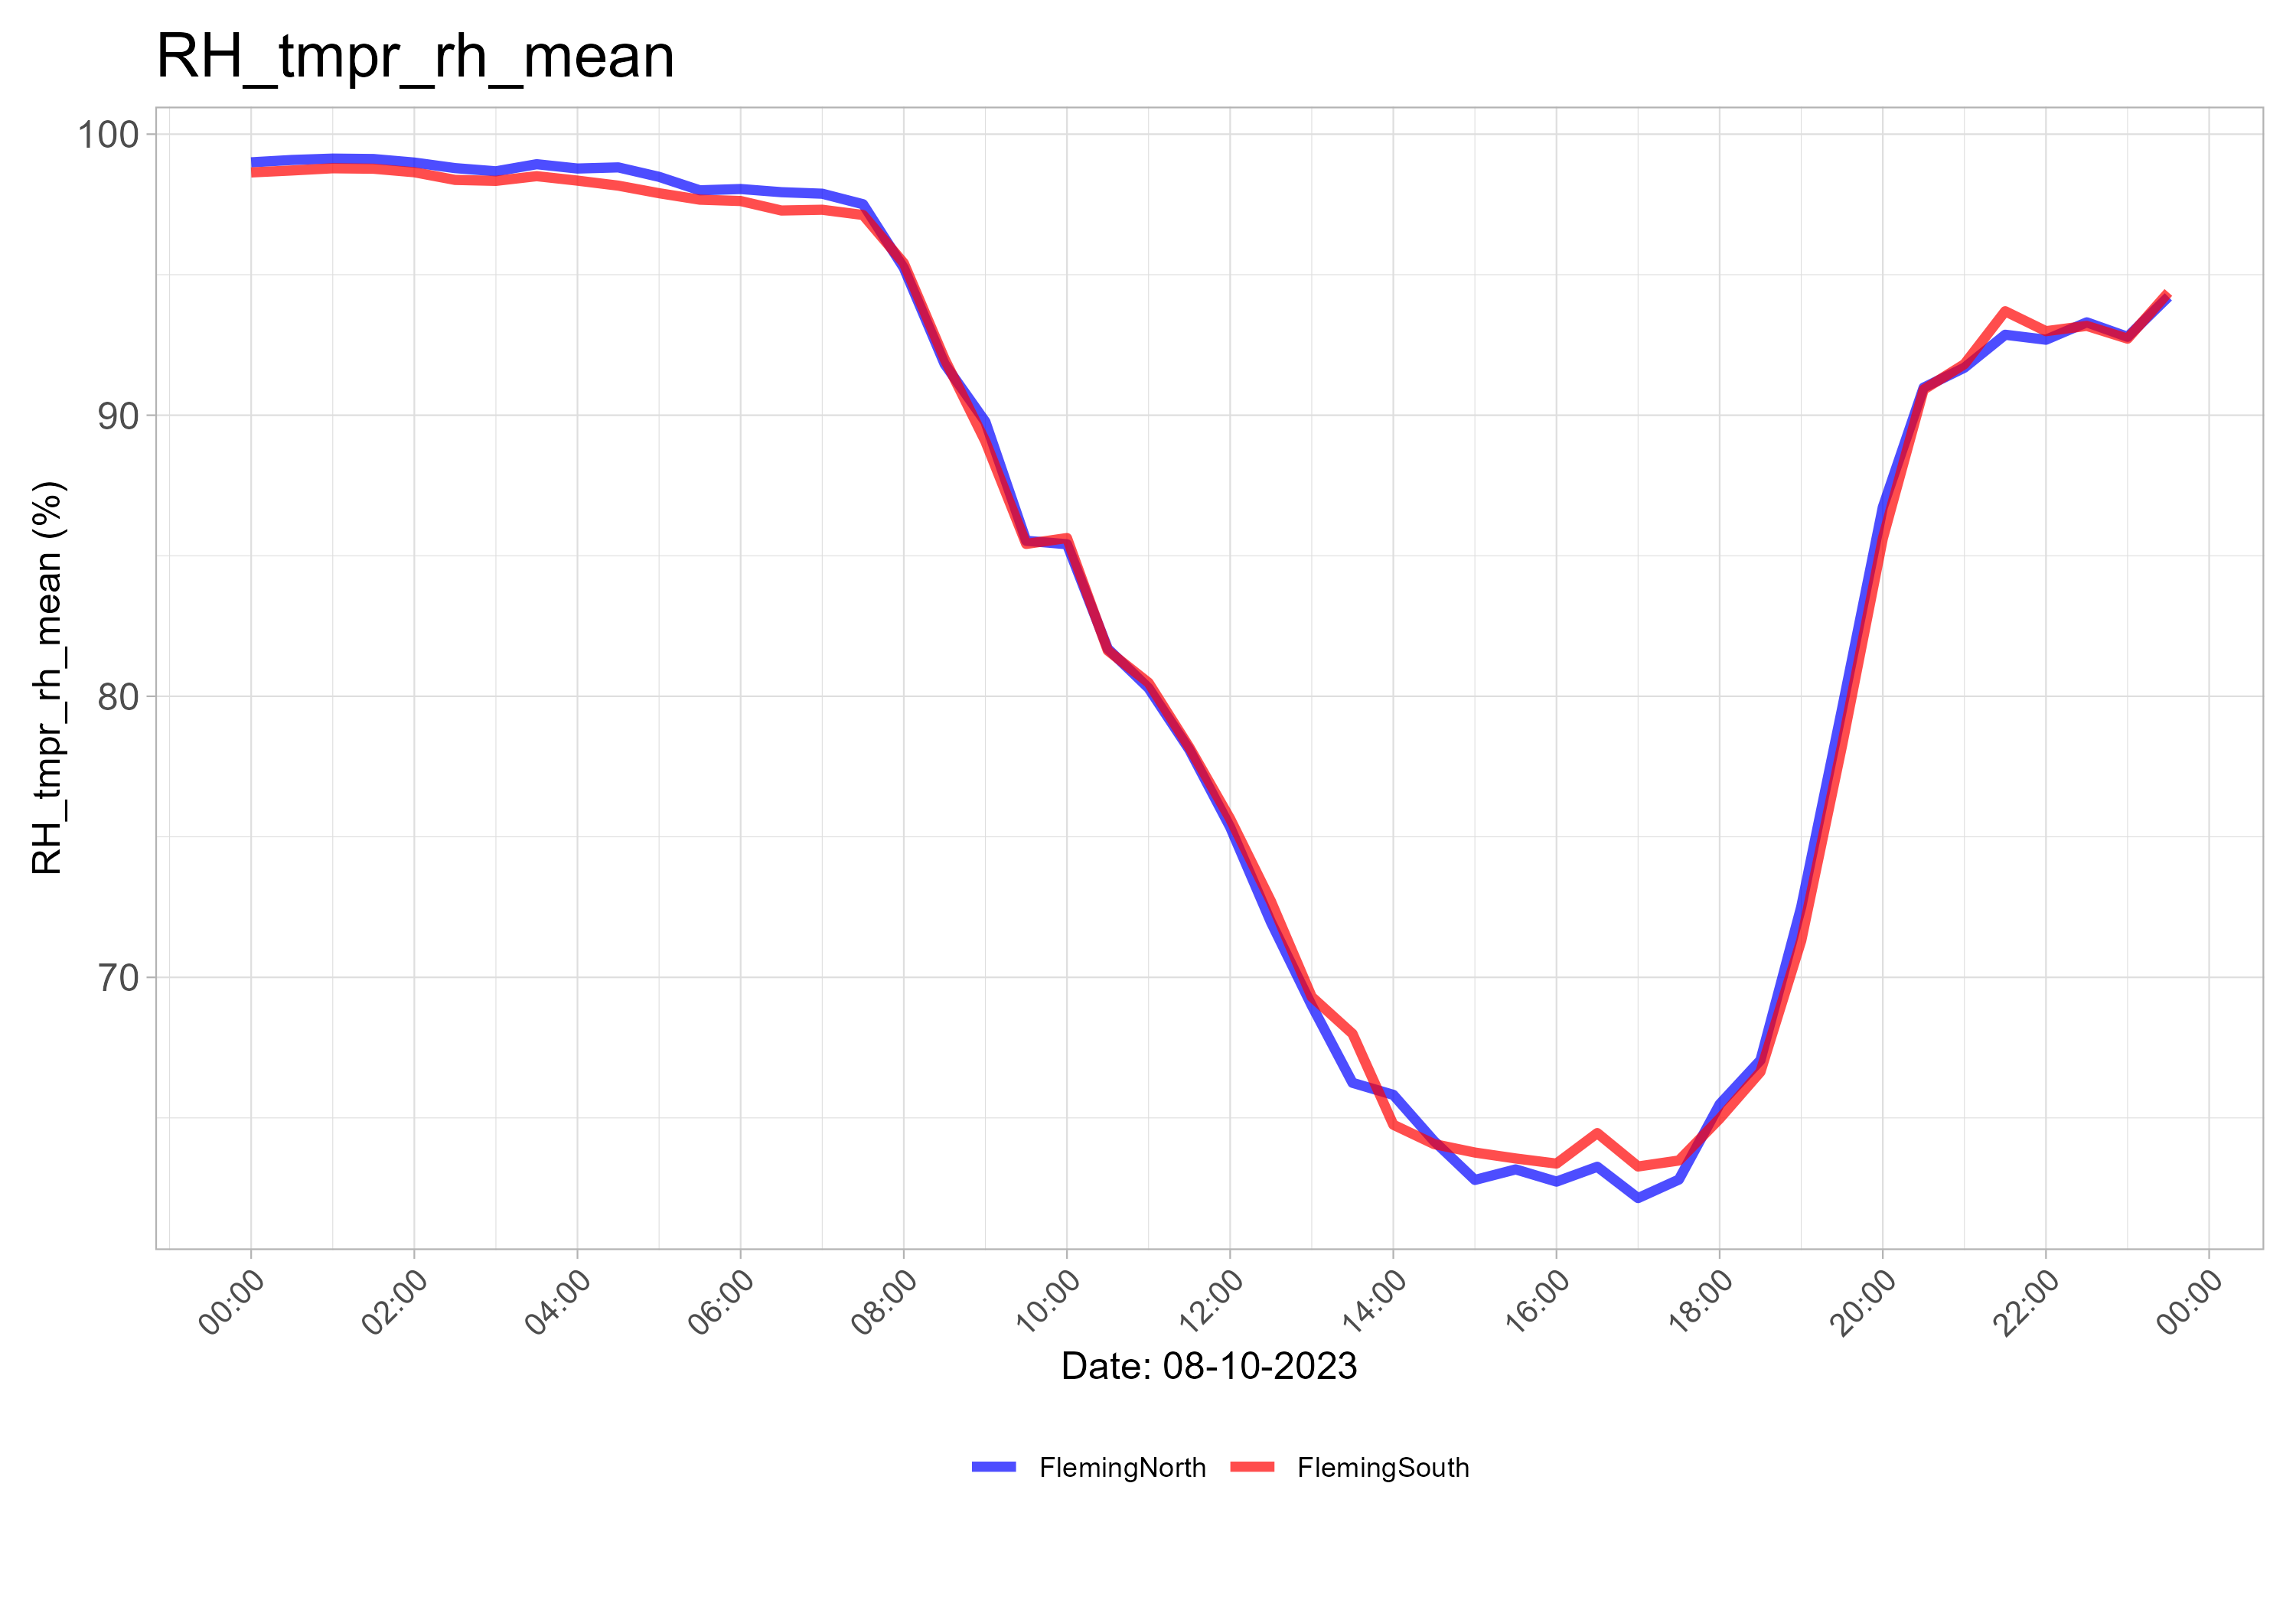 RH_tmpr_rh_mean
RH_tmpr_rh_mean (%)
100
90
80
70
00:00 02:00 04:00 06:00 08:00 10:00 12:00 14:00 16:00 18:00 20:00 22:00 00:00
Date: 08-10-2023
FlemingNorth FlemingSouth